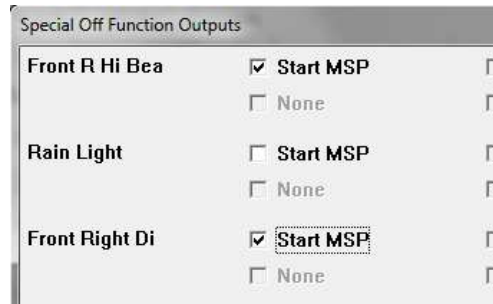 Special Off Function Outputs
Front R Hi Bea Start MSP
None
Rain Light Start MSP
None
Front Right Di Start MSP
None